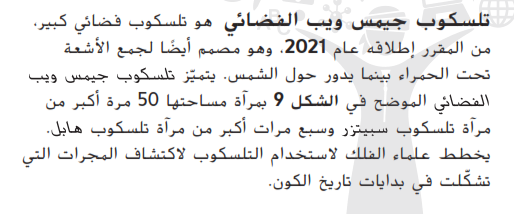 تلسكوب جيمس ويب الفضائي هو تلسكوب فضائي كبير،
من المقرر إطلاقه عام 2021، وهو مصمم أيضًا لجمع الأشعة
تحت الحمراء بينما يدور حول الشمس. يتميّز تلسكوب جيمس ويب
الفضائي الموضح في الشكل 9 بمرآة مساحتها 50 مرة أكبر من
مرآة تلسكوب سبيتزر وسبع مرات أكبر من مرآة تلسكوب هابل.
يخطط علماء الفلك لاستخدام التلسكوب لاكتشاف المجرات التي
تشكّلت في بدايات تاريخ الكون.